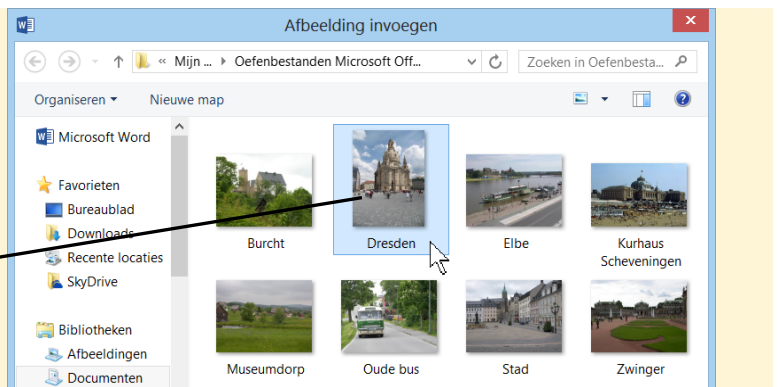 Afbeelding invoegen
« Mijn ... ▸ Oefenbestanden Microsoft Off...
Zoeken in Oefenbesta...
Organiseren ▾ Nieuwe map
Microsoft Word
Favorieten
Bureaublad
Downloads
Recente locaties
SkyDrive
Bibliotheken
Afbeeldingen
Documenten
Burcht
Dresden
Elbe
Kurhaus
Scheveningen
Museumdorp
Oude bus
Stad
Zwinger